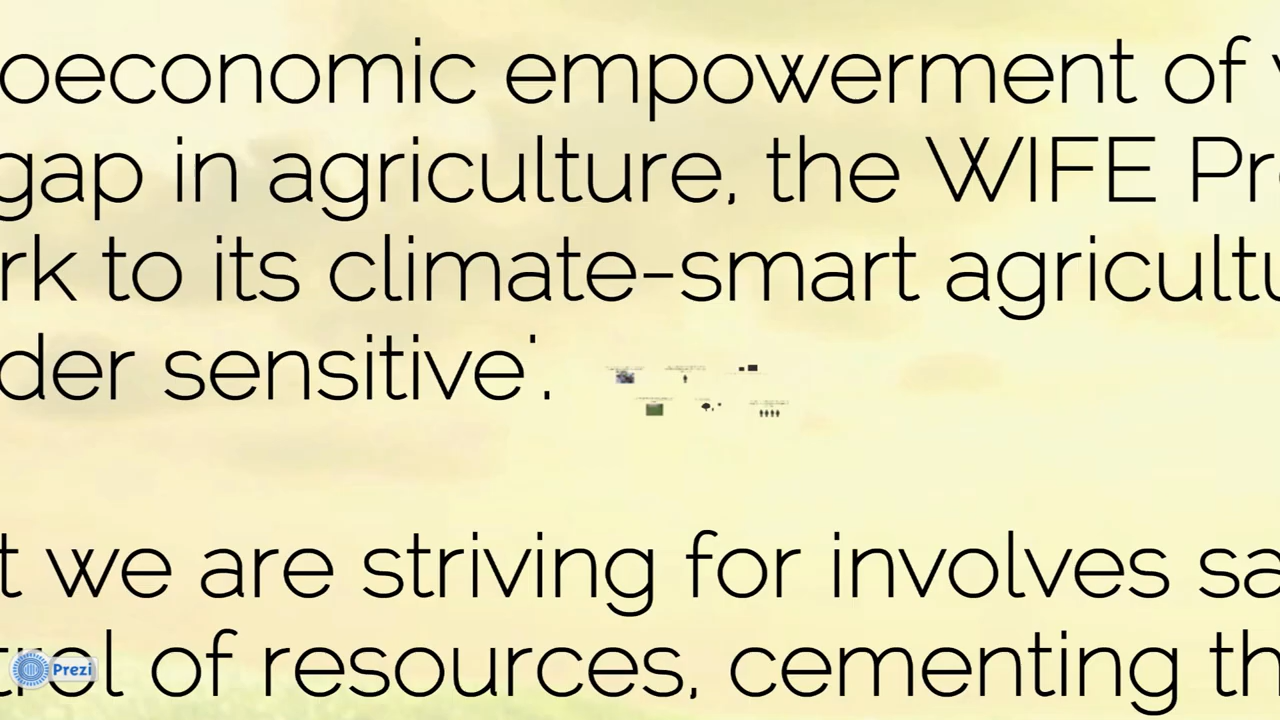 oeconomic empowerment of
gap in agriculture, the WIFE Pr
rk to its climate-smart agricult
der sensitive'.
t we are striving for involves sa
trol of resources, cementing th
Prezi